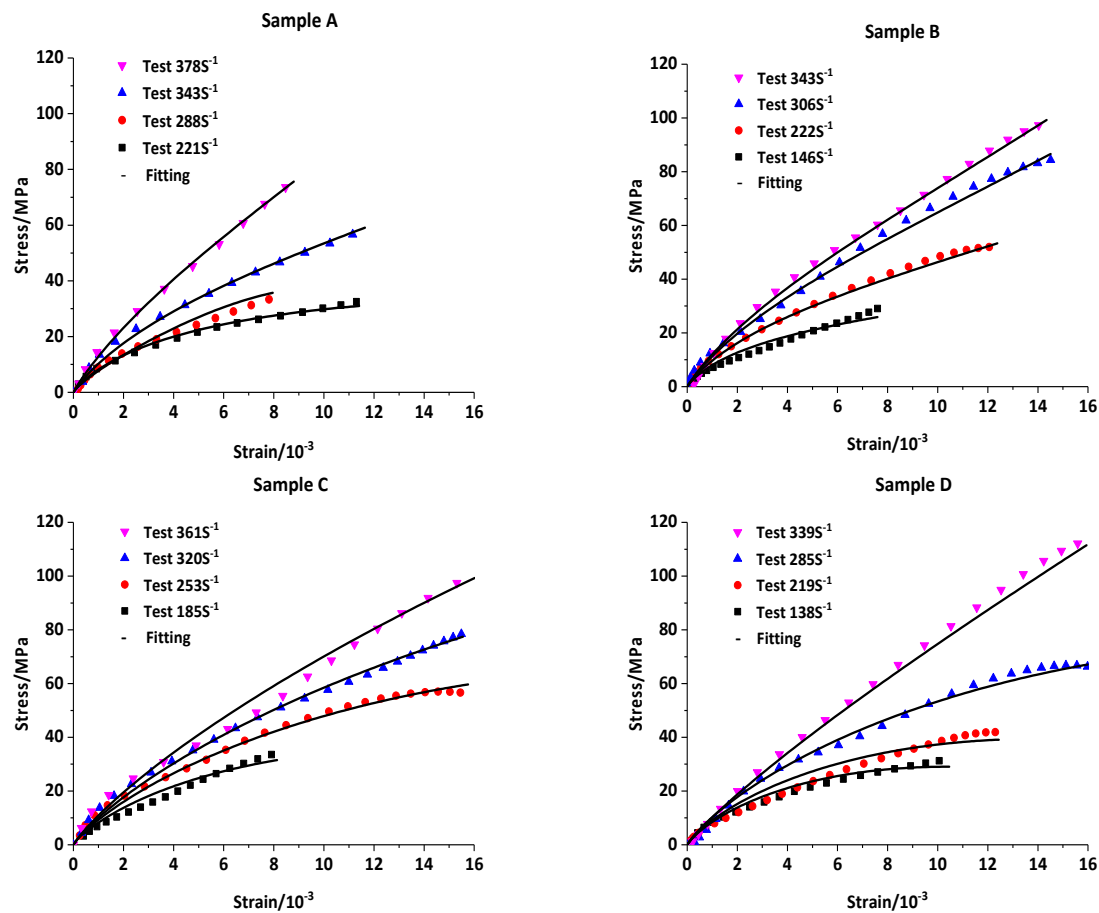 Sample A
120
100
80
60
40
20
0
Stress/MPa
Test 378S⁻¹
Test 343S⁻¹
Test 288S⁻¹
Test 221S⁻¹
- Fitting
0 2 4 6 8 10 12 14 16
Strain/10⁻³
Sample B
120
100
80
60
40
20
0
Stress/MPa
Test 343S⁻¹
Test 306S⁻¹
Test 222S⁻¹
Test 146S⁻¹
- Fitting
0 2 4 6 8 10 12 14 16
Strain/10⁻³
Sample C
120
100
80
60
40
20
0
Stress/MPa
Test 361S⁻¹
Test 320S⁻¹
Test 253S⁻¹
Test 185S⁻¹
- Fitting
0 2 4 6 8 10 12 14 16
Strain/10⁻³
Sample D
120
100
80
60
40
20
0
Stress/MPa
Test 339S⁻¹
Test 285S⁻¹
Test 219S⁻¹
Test 138S⁻¹
- Fitting
0 2 4 6 8 10 12 14 16
Strain/10⁻³